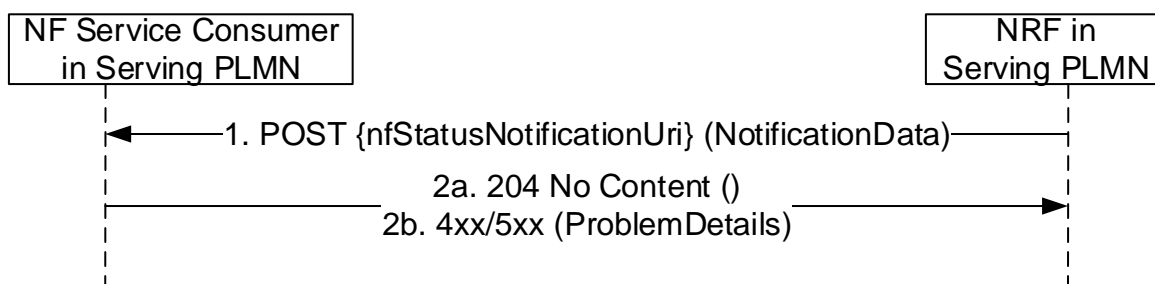 NF Service Consumer
in Serving PLMN
NRF in
Serving PLMN
1. POST {nfStatusNotificationUri} (NotificationData)
2a. 204 No Content ()
2b. 4xx/5xx (ProblemDetails)